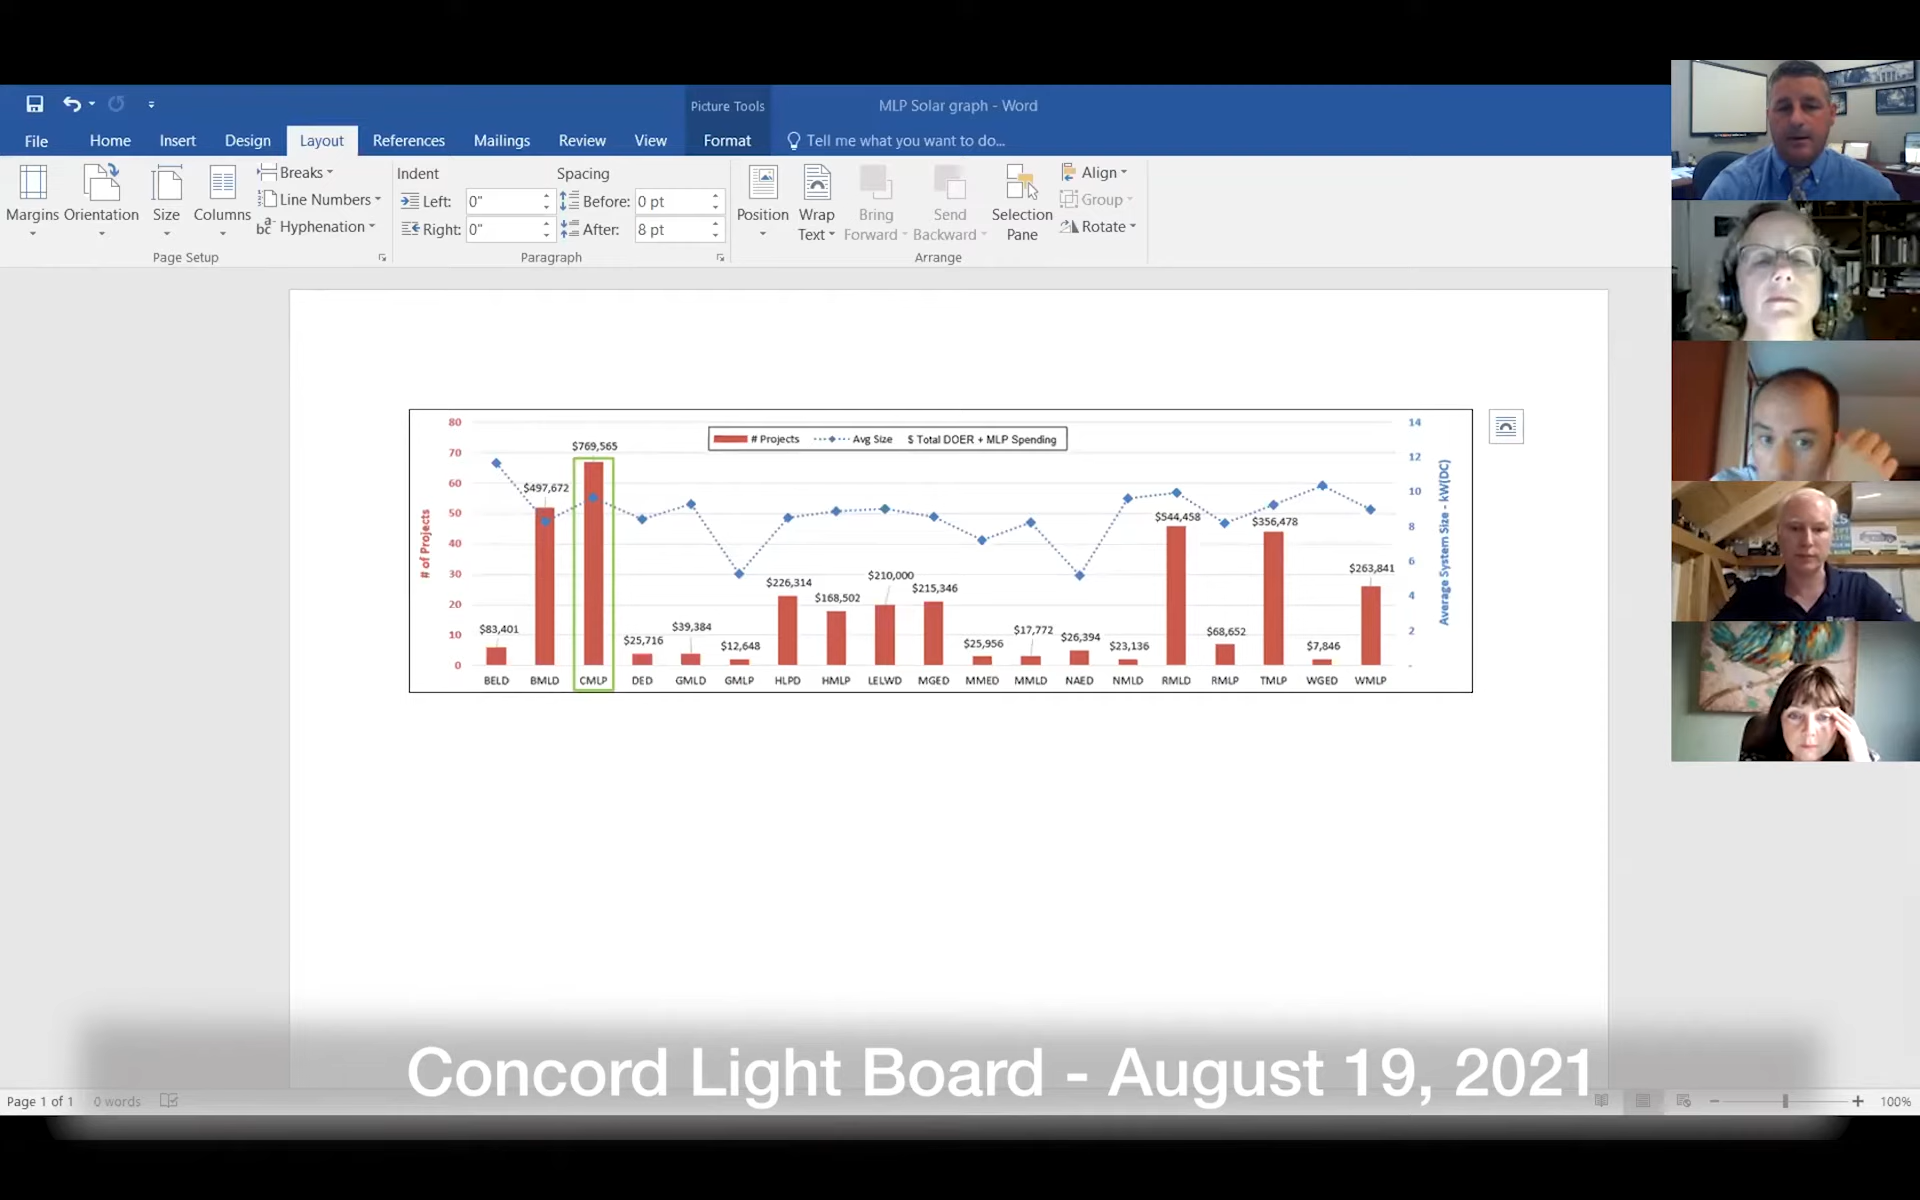 Picture Tools
MLP Solar graph - Word
File Home Insert Design Layout References Mailings Review View Format Tell me what you want to do...
Margins Orientation Size Columns
Breaks
Line Numbers
Hyphenation
Page Setup
Indent Spacing
Left: 0" Before: 0 pt
Right: 0" After: 8 pt
Paragraph
Position Wrap Text Bring Forward Send Backward Selection Pane
Align
Group
Rotate
Arrange
# Projects Avg Size $ Total DOER + MLP Spending
# of Projects
80
70
60
50
40
30
20
10
0
$83,401 $497,672 $769,565 $25,716 $39,384 $12,648 $226,314 $168,502 $210,000 $215,346 $25,956 $17,772 $26,394 $23,136 $544,458 $68,652 $356,478 $7,846 $263,841
BELD BMLD CMLP DED GMLD GMLP HLPD HMLP LELWD MGED MMED MMLD NAED NMLD RMLD RMLP TMLP WGED WMLP
14
12
10
8
6
4
2
-
Average System Size - kW(DC)
Concord Light Board - August 19, 2021
Page 1 of 1 0 words
100%